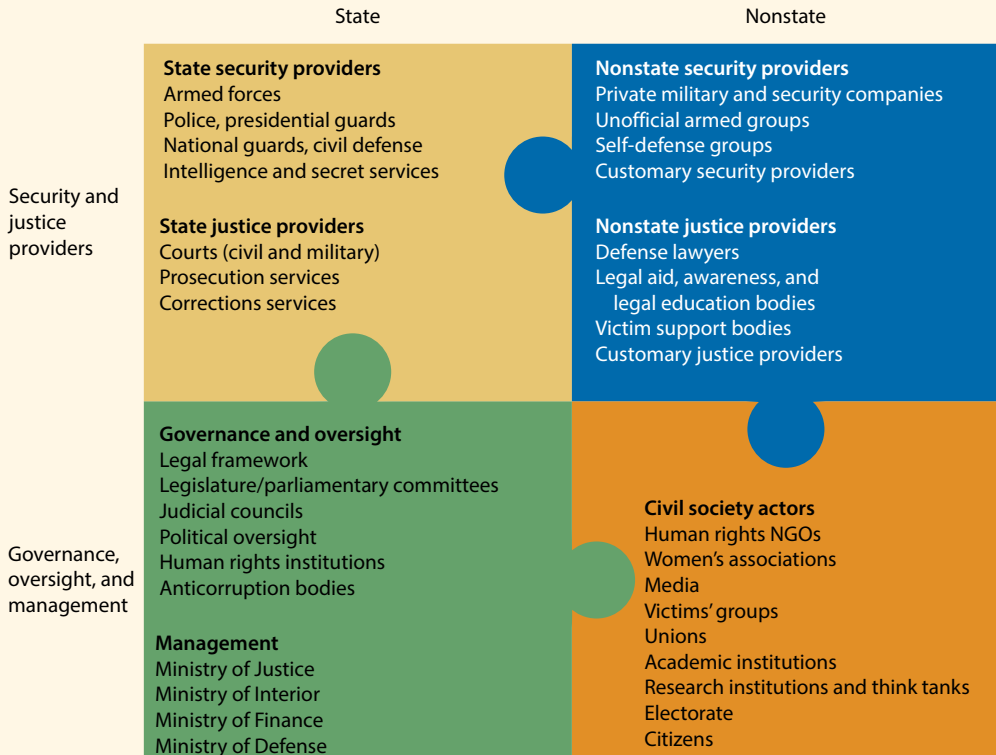 State
Nonstate
Security and
justice
providers
State security providers
Armed forces
Police, presidential guards
National guards, civil defense
Intelligence and secret services
State justice providers
Courts (civil and military)
Prosecution services
Corrections services
Nonstate security providers
Private military and security companies
Unofficial armed groups
Self-defense groups
Customary security providers
Nonstate justice providers
Defense lawyers
Legal aid, awareness, and
legal education bodies
Victim support bodies
Customary justice providers
Governance,
oversight, and
management
Governance and oversight
Legal framework
Legislature/parliamentary committees
Judicial councils
Political oversight
Human rights institutions
Anticorruption bodies
Management
Ministry of Justice
Ministry of Interior
Ministry of Finance
Ministry of Defense
Civil society actors
Human rights NGOs
Women’s associations
Media
Victims’ groups
Unions
Academic institutions
Research institutions and think tanks
Electorate
Citizens